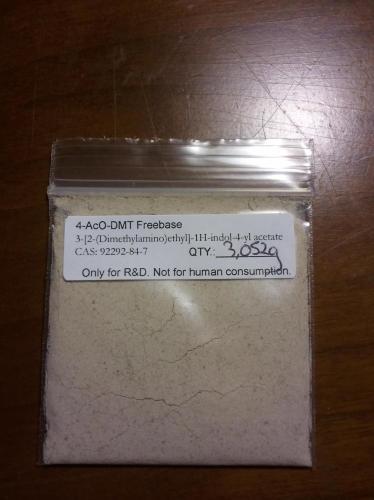 4-AcO-DMT Freebase
3-[2-(Dimethylamino)ethyl]-1H-indol-4-yl acetate
CAS: 92292-84-7 QTY.: 3,052g
Only for R&D. Not for human consumption.